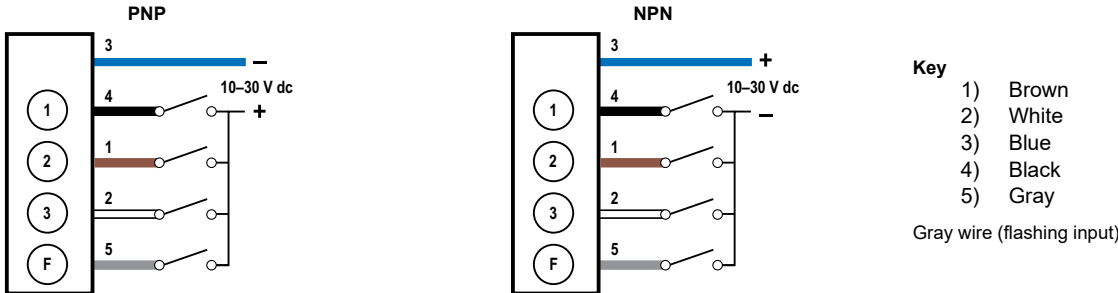 PNP
3
–
10–30 V dc
4
+
1
1
2
2
3
5
F
NPN
3
+
10–30 V dc
4
–
1
1
2
2
3
5
F
Key
1) Brown
2) White
3) Blue
4) Black
5) Gray
Gray wire (flashing input)